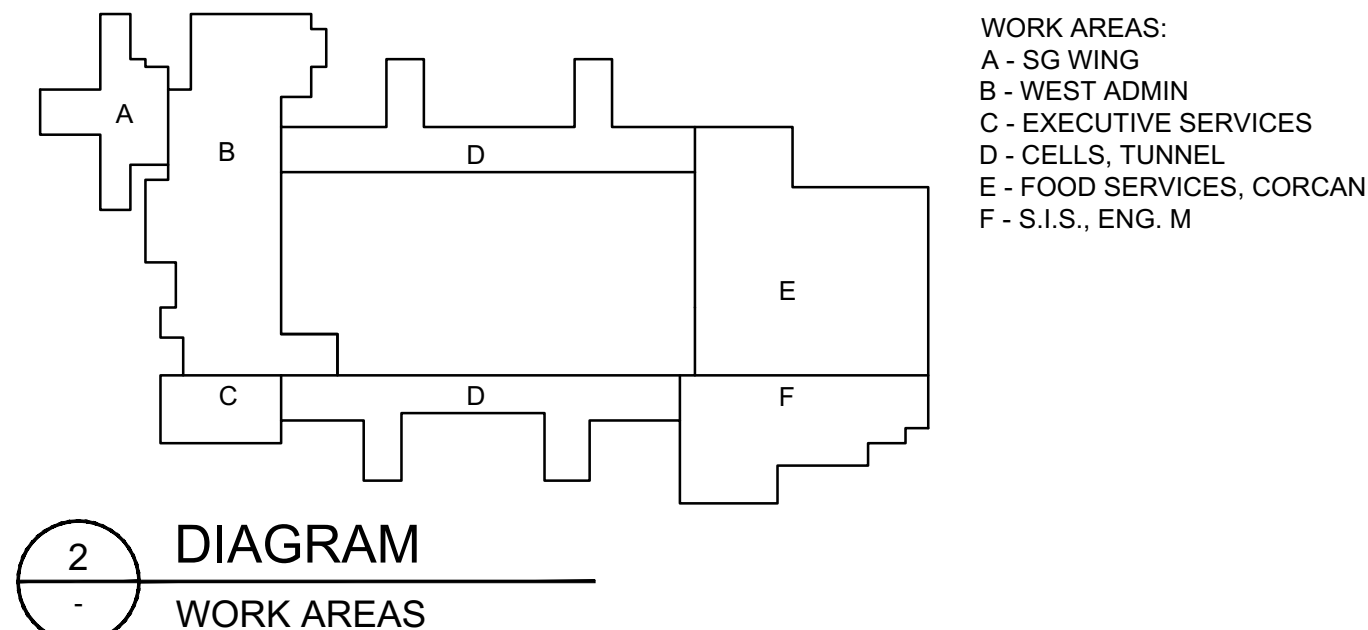 WORK AREAS:
A - SG WING
B - WEST ADMIN
C - EXECUTIVE SERVICES
D - CELLS, TUNNEL
E - FOOD SERVICES, CORCAN
F - S.I.S., ENG. M
A
B
D
E
C
D
F
2
-
DIAGRAM
WORK AREAS